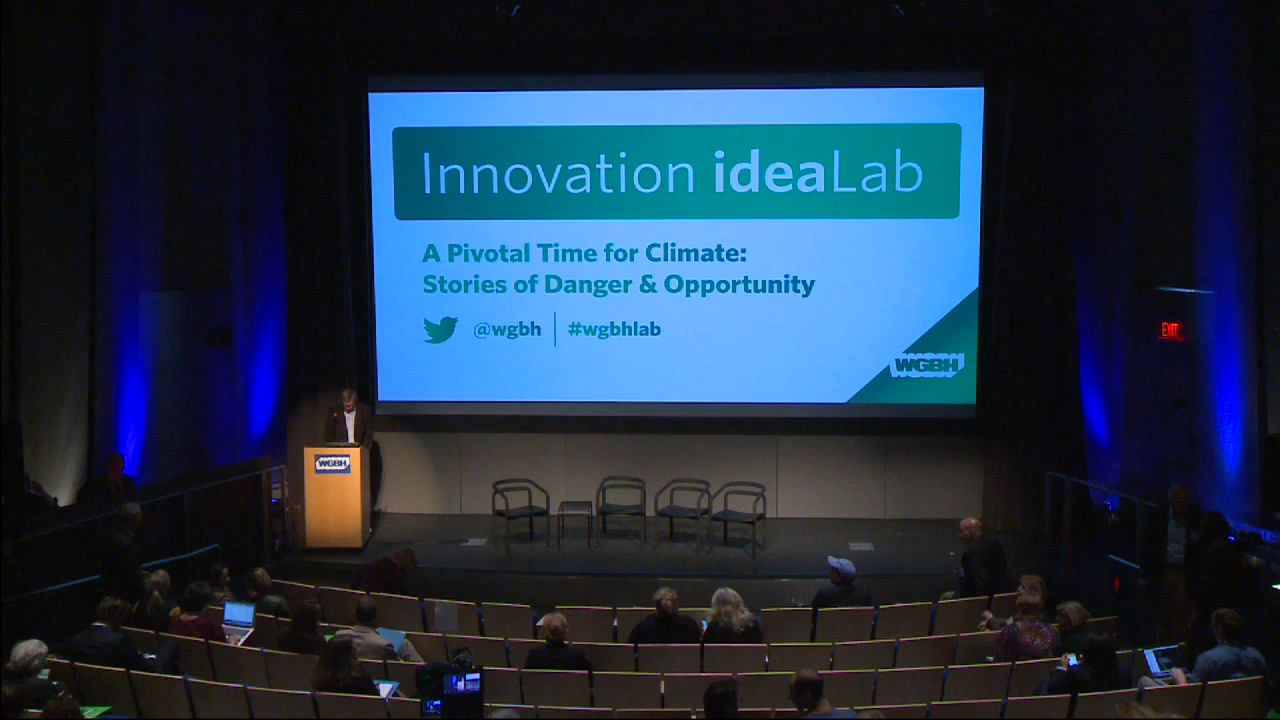 Innovation ideaLab
A Pivotal Time for Climate:
Stories of Danger & Opportunity
@wgbh | #wgbhlab
WGBH
WGBH
EXIT